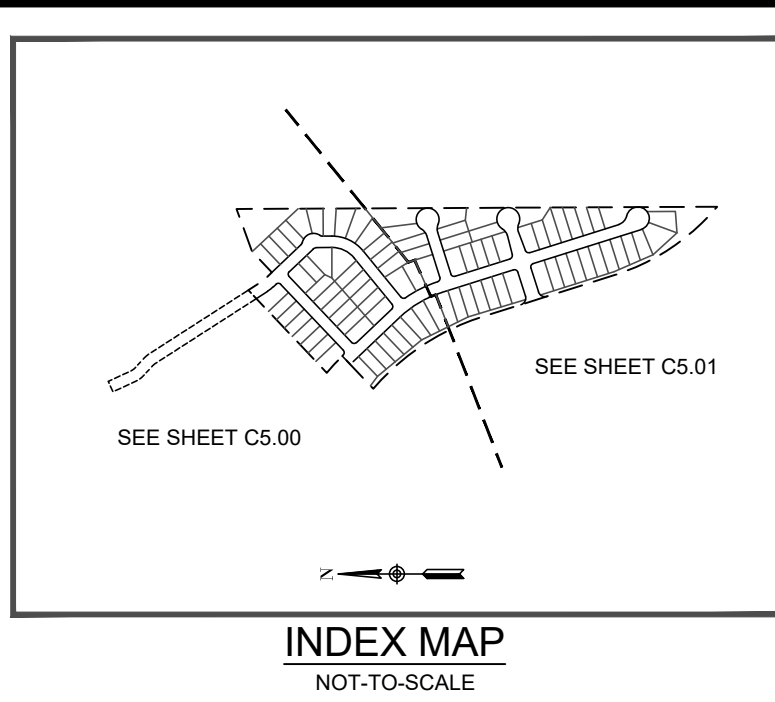 SEE SHEET C5.01
SEE SHEET C5.00
N
INDEX MAP
NOT-TO-SCALE